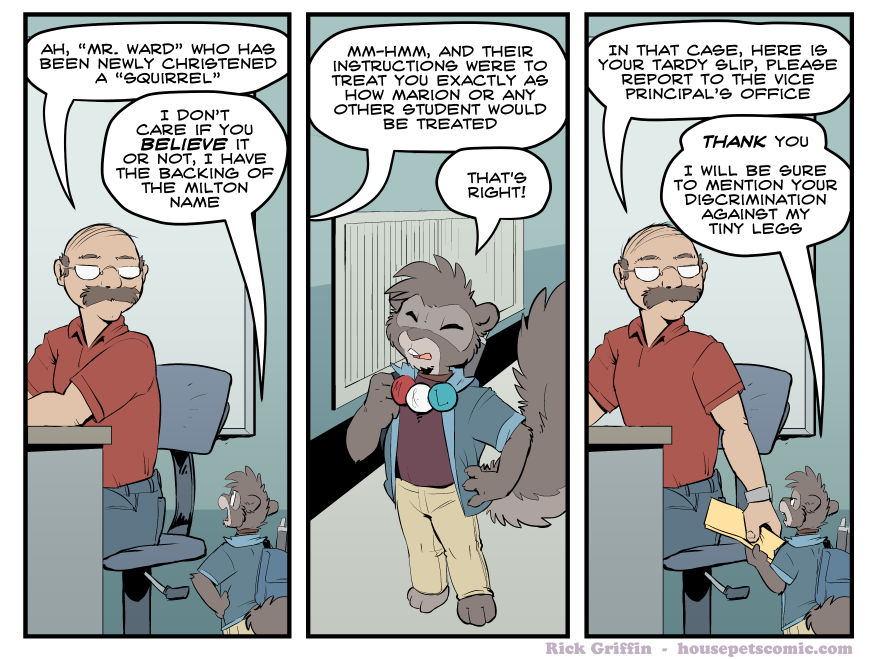 AH, "MR. WARD" WHO HAS
BEEN NEWLY CHRISTENED
A "SQUIRREL"
I DON'T
CARE IF YOU
BELIEVE IT
OR NOT, I HAVE
THE BACKING OF
THE MILTON
NAME
MM-HMM, AND THEIR
INSTRUCTIONS WERE TO
TREAT YOU EXACTLY AS
HOW MARION OR ANY
OTHER STUDENT WOULD
BE TREATED
THAT'S
RIGHT!
IN THAT CASE, HERE IS
YOUR TARDY SLIP, PLEASE
REPORT TO THE VICE
PRINCIPAL'S OFFICE
THANK YOU
I WILL BE SURE
TO MENTION YOUR
DISCRIMINATION
AGAINST MY
TINY LEGS
Rick Griffin - housepetscomic.com